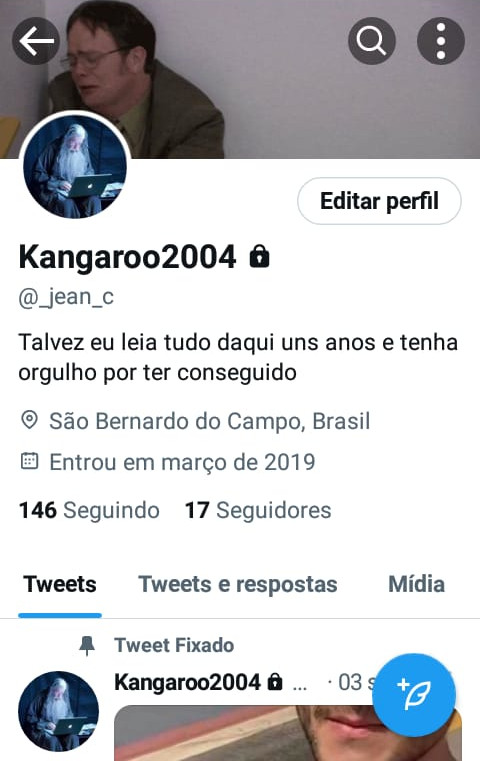 Editar perfil
Kangaroo2004
@_jean_c
Talvez eu leia tudo daqui uns anos e tenha
orgulho por ter conseguido
São Bernardo do Campo, Brasil
Entrou em março de 2019
146 Seguindo 17 Seguidores
Tweets Tweets e respostas Mídia
Tweet Fixado
Kangaroo2004 ... · 03 s